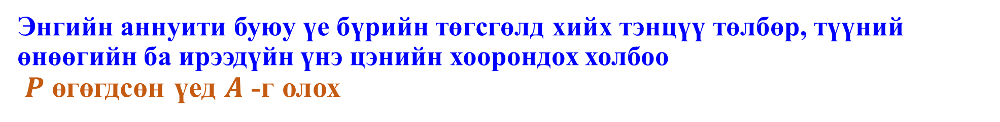 Энгийн аннуити буюу үе бүрийн төгсгөлд хийх тэнцүү төлбөр, түүний
өнөөгийн ба ирээдүйн үнэ цэнийн хоорондох холбоо
P өгөгдсөн үед A -г олох